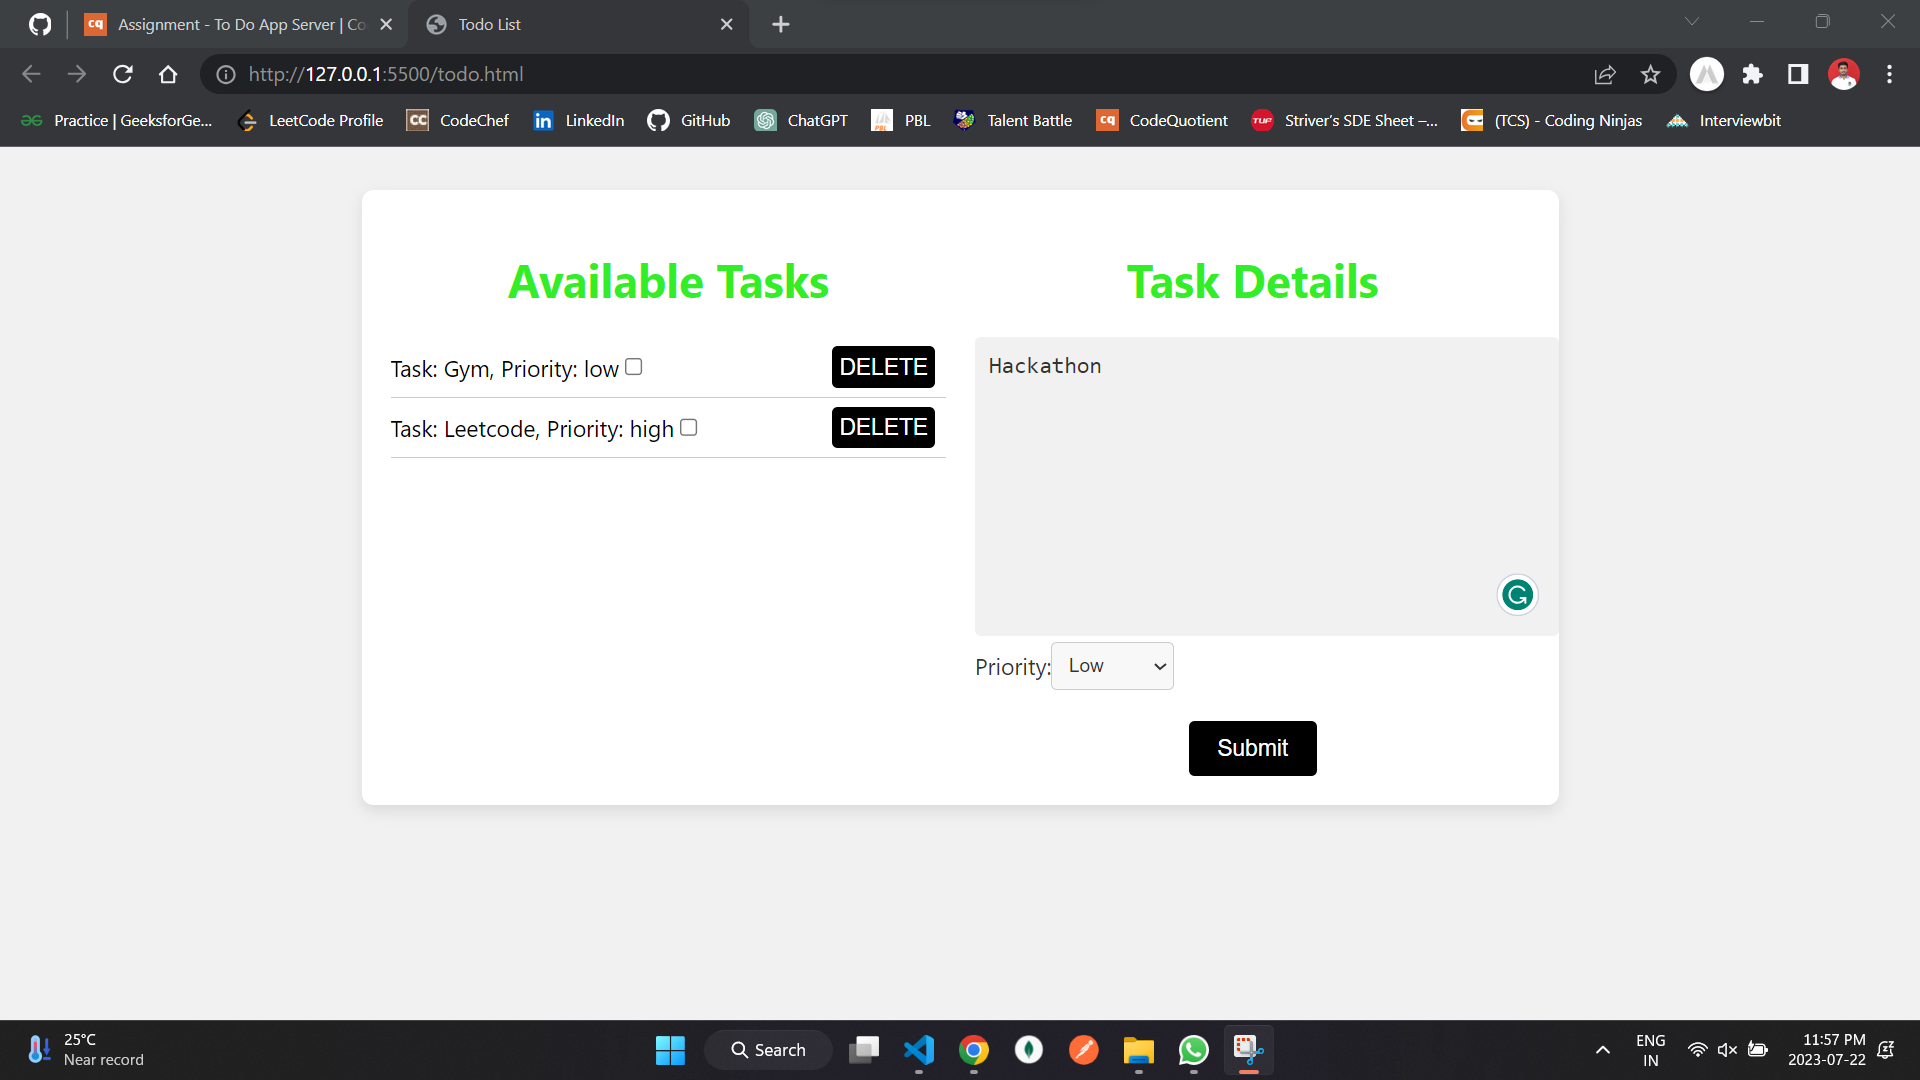 Assignment - To Do App Server | Co
Todo List
http://127.0.0.1:5500/todo.html
Practice | GeeksforGe...
LeetCode Profile
CodeChef
LinkedIn
GitHub
ChatGPT
PBL
Talent Battle
CodeQuotient
Striver's SDE Sheet –...
(TCS) - Coding Ninjas
Interviewbit
Available Tasks
Task: Gym, Priority: low
DELETE
Task: Leetcode, Priority: high
DELETE
Task Details
Hackathon
Priority: Low
Submit
25°C
Near record
Search
ENG
IN
11:57 PM
2023-07-22